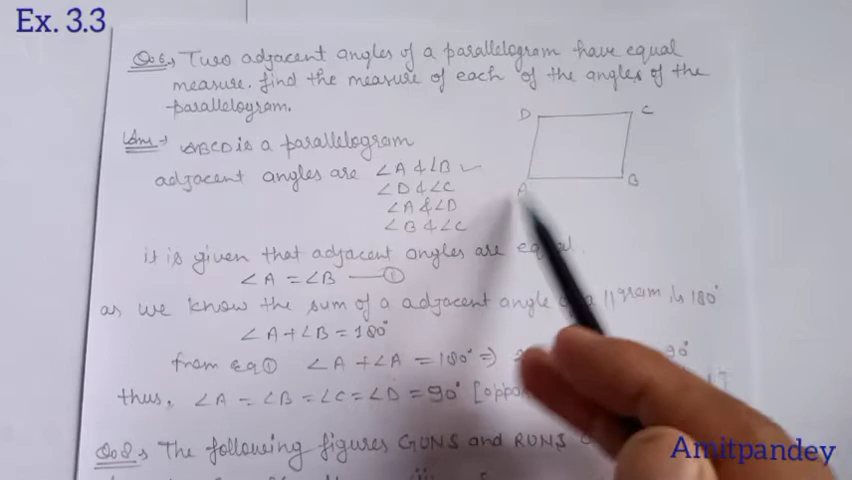 Ex. 3.3
Q.6, Two adjacent angles of a parallelogram have equal
measure. find the measure of each of the angles of the
parallelogram.
D C
Ans → ABCD is a parallelogram
adjacent angles are ∠A & ∠B ✓
B
∠D & ∠C
A
∠A & ∠D
∠B & ∠C
it is given that adjacent angles are equal.
∠A = ∠B —①
as we know the sum of a adjacent angle of a ||gram is 180°
∠A + ∠B = 180°
from eq① ∠A + ∠A = 180° ⇒ 90°
thus, ∠A = ∠B = ∠C = ∠D = 90° [
Q.8, The following figures GUNS and RUNS
Amitpandey